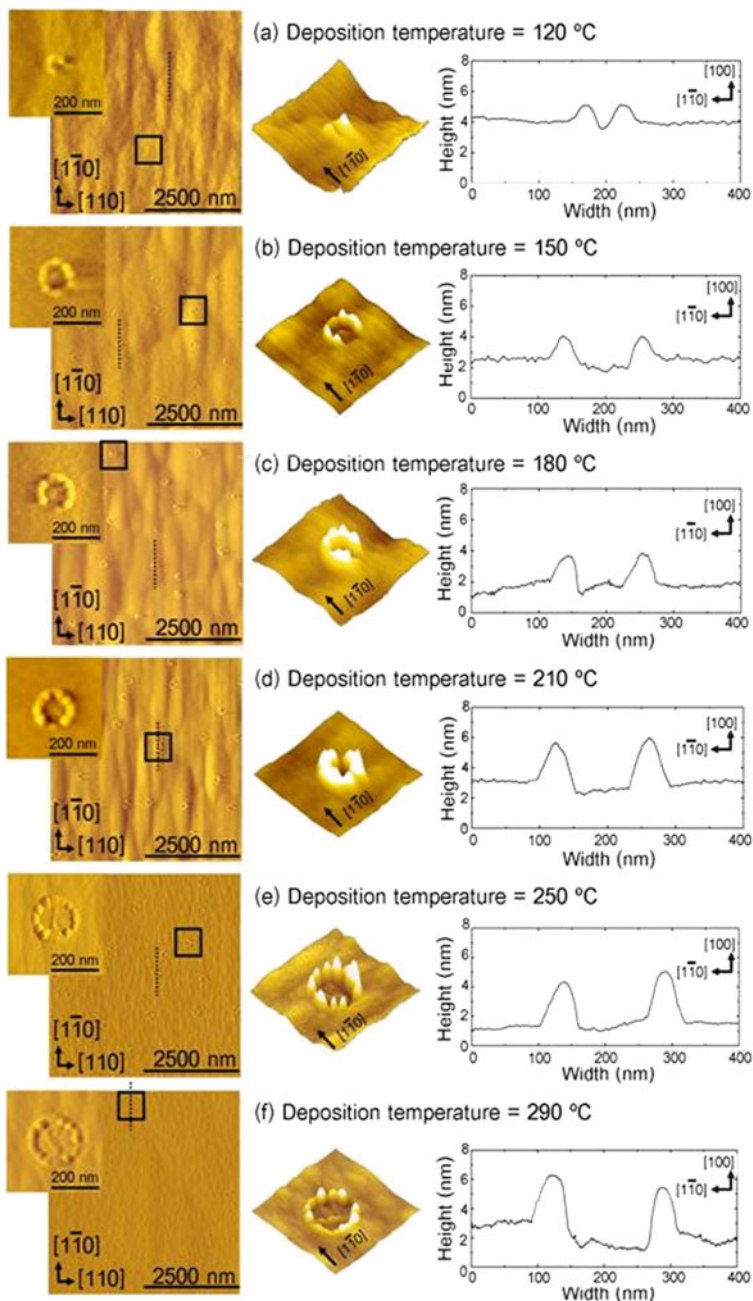 (a) Deposition temperature = 120 ºC
200 nm
[11̄0]
[110]
2500 nm
[11̄0]
Height (nm)
8
6
4
2
0
[100]
[11̄0]
0 100 200 300 400
Width (nm)
(b) Deposition temperature = 150 ºC
200 nm
[11̄0]
[110]
2500 nm
[11̄0]
Height (nm)
8
6
4
2
0
[100]
[11̄0]
0 100 200 300 400
Width (nm)
(c) Deposition temperature = 180 ºC
200 nm
[11̄0]
[110]
2500 nm
[11̄0]
Height (nm)
8
6
4
2
0
[100]
[11̄0]
0 100 200 300 400
Width (nm)
(d) Deposition temperature = 210 ºC
200 nm
[11̄0]
[110]
2500 nm
[11̄0]
Height (nm)
8
6
4
2
0
[100]
[11̄0]
0 100 200 300 400
Width (nm)
(e) Deposition temperature = 250 ºC
200 nm
[11̄0]
[110]
2500 nm
[11̄0]
Height (nm)
8
6
4
2
0
[100]
[11̄0]
0 100 200 300 400
Width (nm)
(f) Deposition temperature = 290 ºC
200 nm
[11̄0]
[110]
2500 nm
[11̄0]
Height (nm)
8
6
4
2
0
[100]
[11̄0]
0 100 200 300 400
Width (nm)